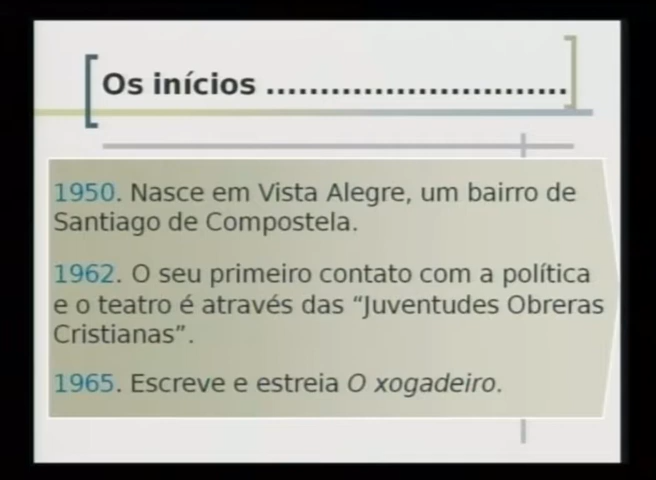 Os inícios ............................
1950. Nasce em Vista Alegre, um bairro de
Santiago de Compostela.
1962. O seu primeiro contato com a política
e o teatro é através das “Juventudes Obreras
Cristianas”.
1965. Escreve e estreia O xogadeiro.